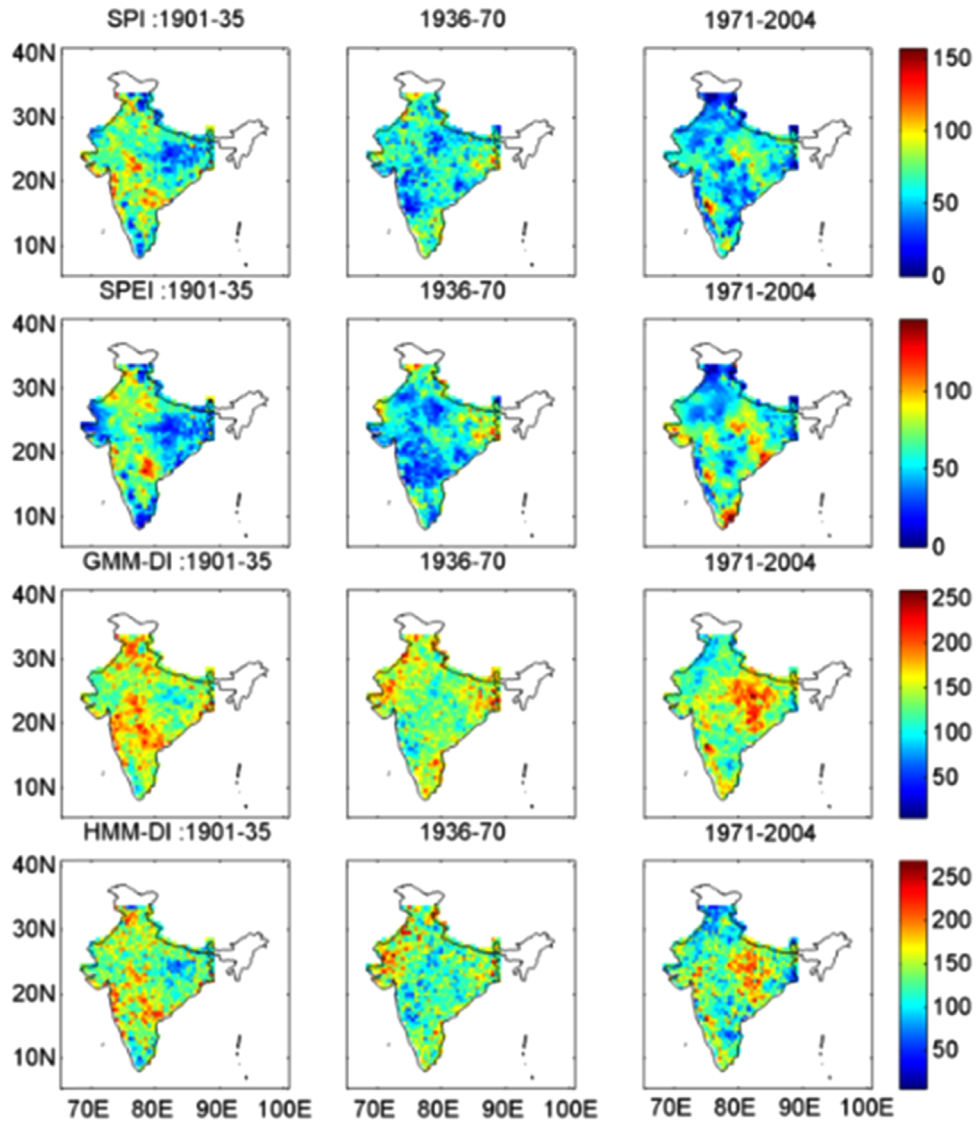 SPI :1901-35 1936-70 1971-2004
40N 150
30N 100
20N 50
10N 0
SPEI :1901-35 1936-70 1971-2004
40N
30N 100
20N 50
10N 0
GMM-DI :1901-35 1936-70 1971-2004
40N 250
30N 200
20N 150
100
10N 50
HMM-DI :1901-35 1936-70 1971-2004
40N 250
30N 200
20N 150
100
10N 50
70E 80E 90E 100E 70E 80E 90E 100E 70E 80E 90E 100E